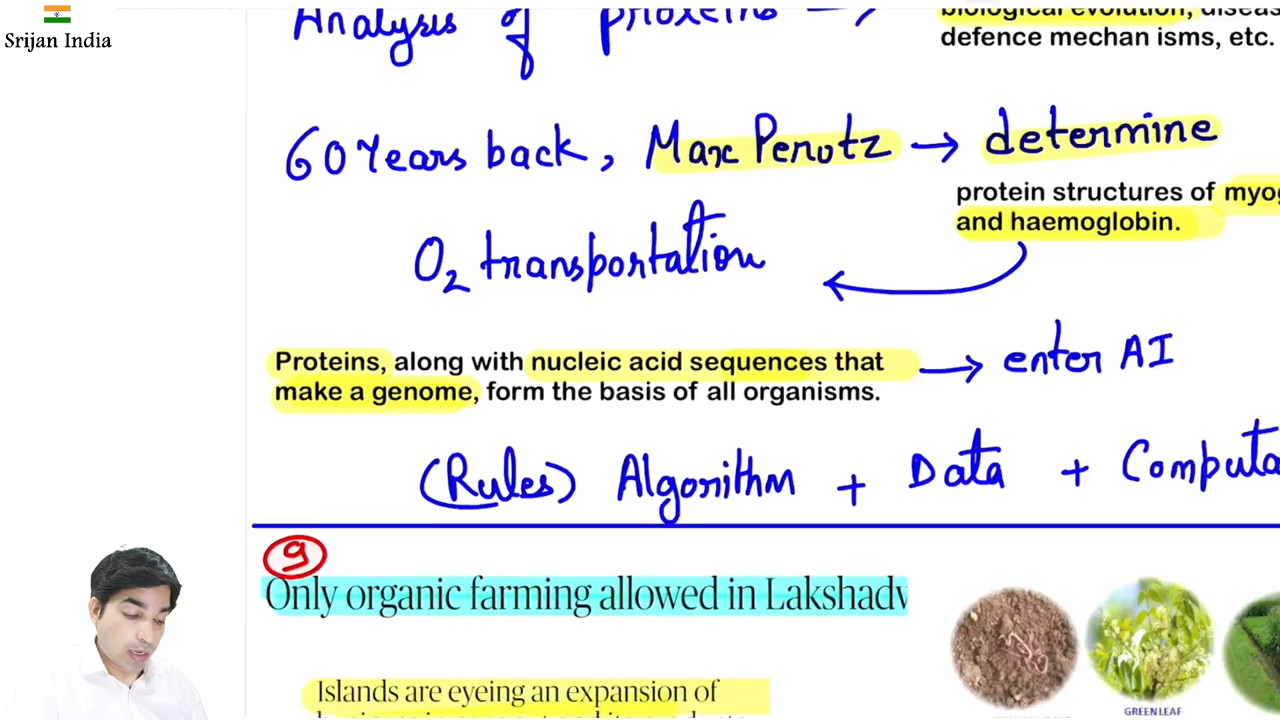 Srijan India
Analysis of proteins →
biological evolution, diseas
defence mechan isms, etc.
60 Years back, Max Perutz → determine
protein structures of myog
and haemoglobin.
O2 transportation
Proteins, along with nucleic acid sequences that
make a genome, form the basis of all organisms.
→ enter AI
(Rules) Algorithm + Data + Computa
9
Only organic farming allowed in Lakshadw
Islands are eyeing an expansion of
GREEN LEAF